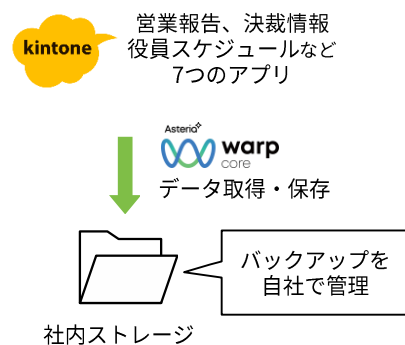 kintone
営業報告、決裁情報
役員スケジュールなど
7つのアプリ
Asteria
warp
core
データ取得・保存
バックアップを
自社で管理
社内ストレージ